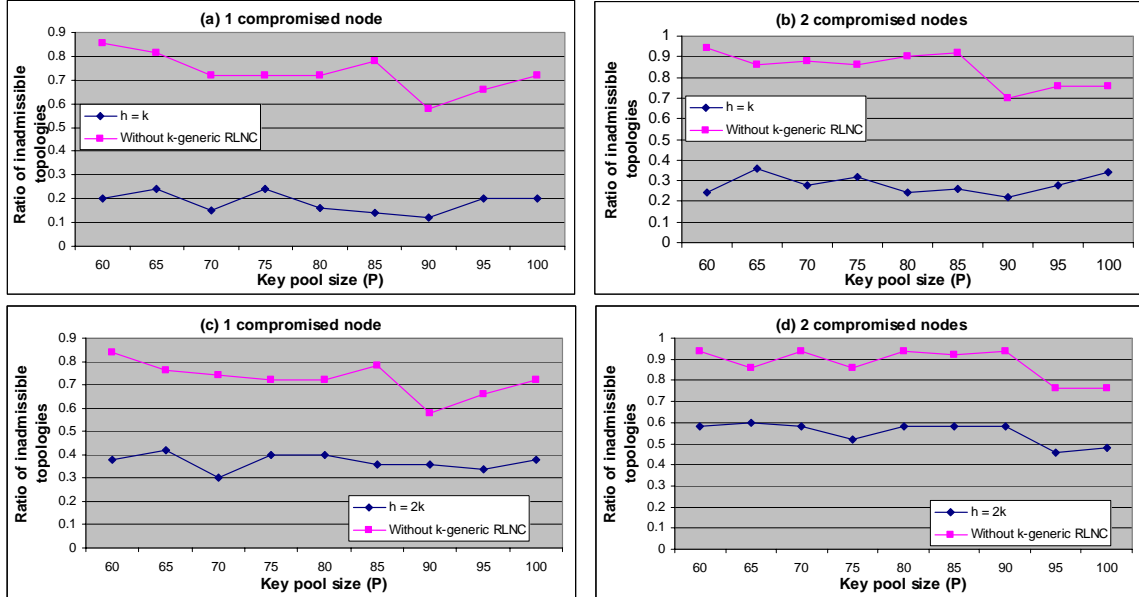 (a) 1 compromised node
Ratio of inadmissible
topologies
0.9
0.8
0.7
0.6
0.5
0.4
0.3
0.2
0.1
0
h = k
Without k-generic RLNC
60 65 70 75 80 85 90 95 100
Key pool size (P)
(b) 2 compromised nodes
Ratio of inadmissible
topologies
1
0.9
0.8
0.7
0.6
0.5
0.4
0.3
0.2
0.1
0
h = k
Without k-generic RLNC
60 65 70 75 80 85 90 95 100
Key pool size (P)
(c) 1 compromised node
Ratio of inadmissible
topologies
0.9
0.8
0.7
0.6
0.5
0.4
0.3
0.2
0.1
0
h = 2k
Without k-generic RLNC
60 65 70 75 80 85 90 95 100
Key pool size (P)
(d) 2 compromised nodes
Ratio of inadmissible
topologies
1
0.9
0.8
0.7
0.6
0.5
0.4
0.3
0.2
0.1
0
h = 2k
Without k-generic RLNC
60 65 70 75 80 85 90 95 100
Key pool size (P)